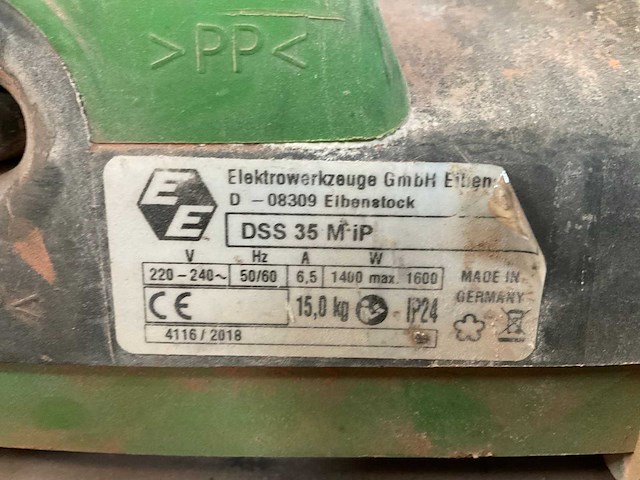 >PP<
EE
Elektrowerkzeuge GmbH Eiben
D - 08309 Eibenstock
DSS 35 M iP
V Hz A W
220-240~ 50/60 6,5 1400 max. 1600
MADE IN
GERMANY
CE 15,0 kg IP24
4116/2018